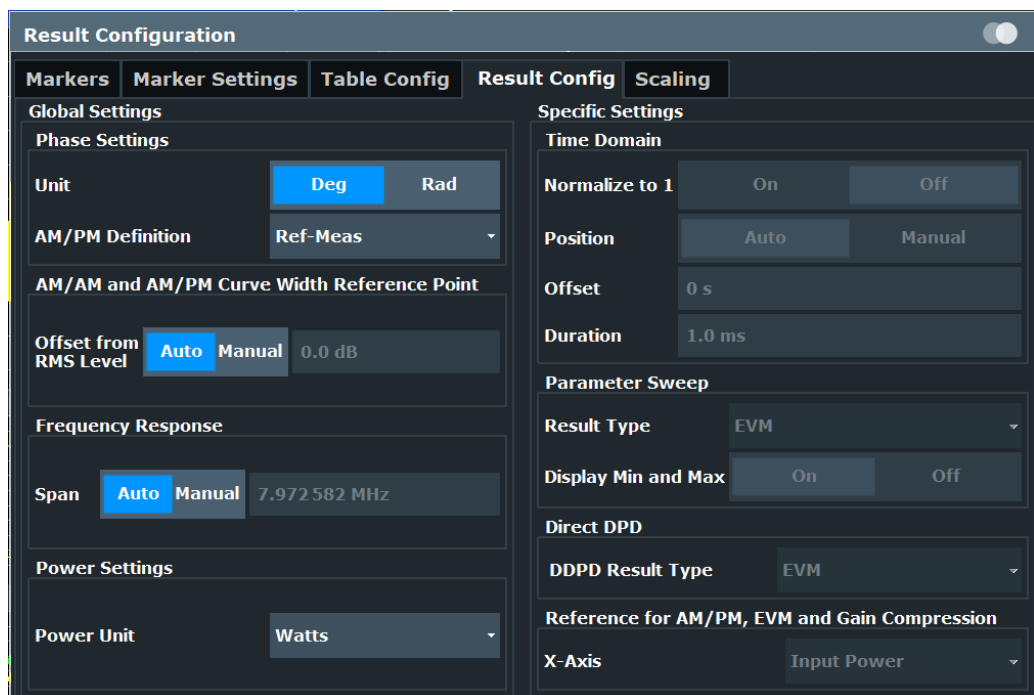 Result Configuration
Markers Marker Settings Table Config Result Config Scaling
Global Settings
Phase Settings
Unit Deg Rad
AM/PM Definition Ref-Meas
AM/AM and AM/PM Curve Width Reference Point
Offset from
RMS Level Auto Manual 0.0 dB
Frequency Response
Span Auto Manual 7.972 582 MHz
Power Settings
Power Unit Watts
Specific Settings
Time Domain
Normalize to 1 On Off
Position Auto Manual
Offset 0 s
Duration 1.0 ms
Parameter Sweep
Result Type EVM
Display Min and Max On Off
Direct DPD
DDPD Result Type EVM
Reference for AM/PM, EVM and Gain Compression
X-Axis Input Power